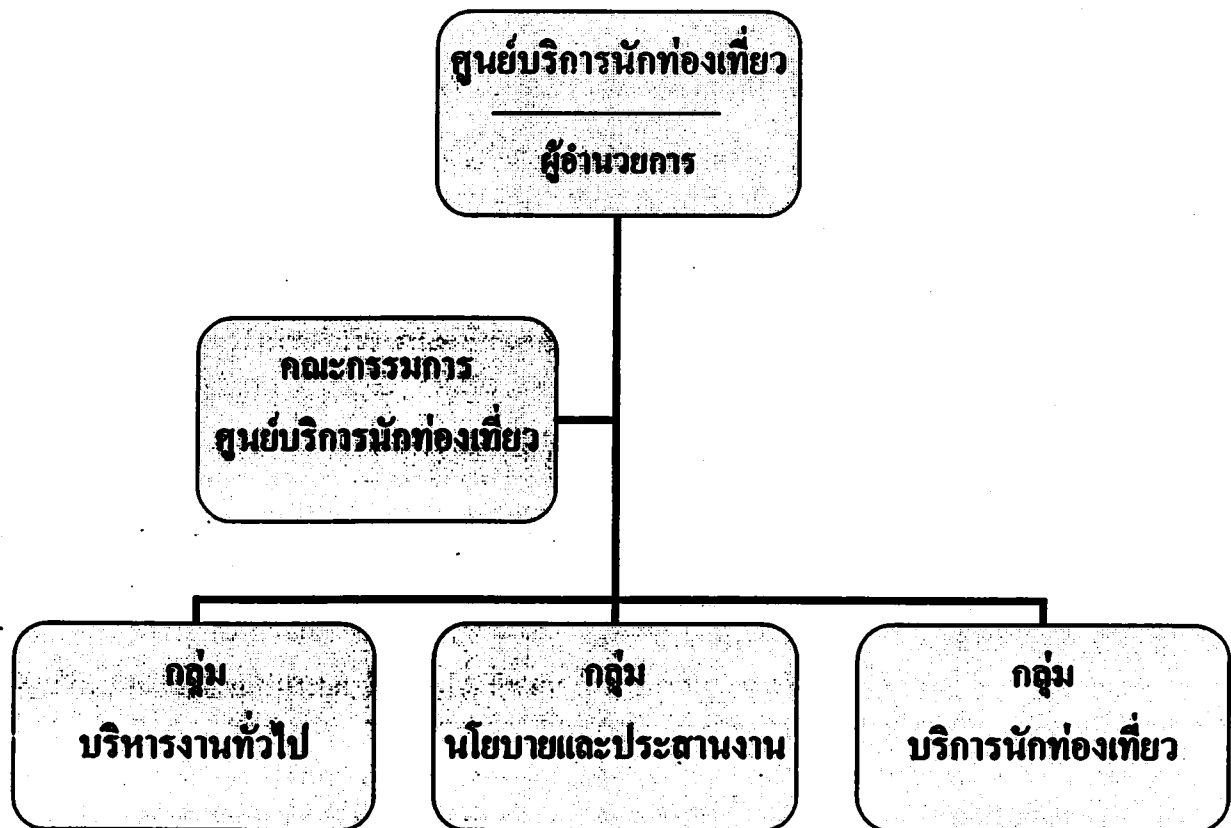 ศูนย์บริการนักท่องเที่ยว
ผู้อำนวยการ
คณะกรรมการ
ศูนย์บริการนักท่องเที่ยว
กลุ่ม
บริหารงานทั่วไป
กลุ่ม
นโยบายและประสานงาน
กลุ่ม
บริการนักท่องเที่ยว